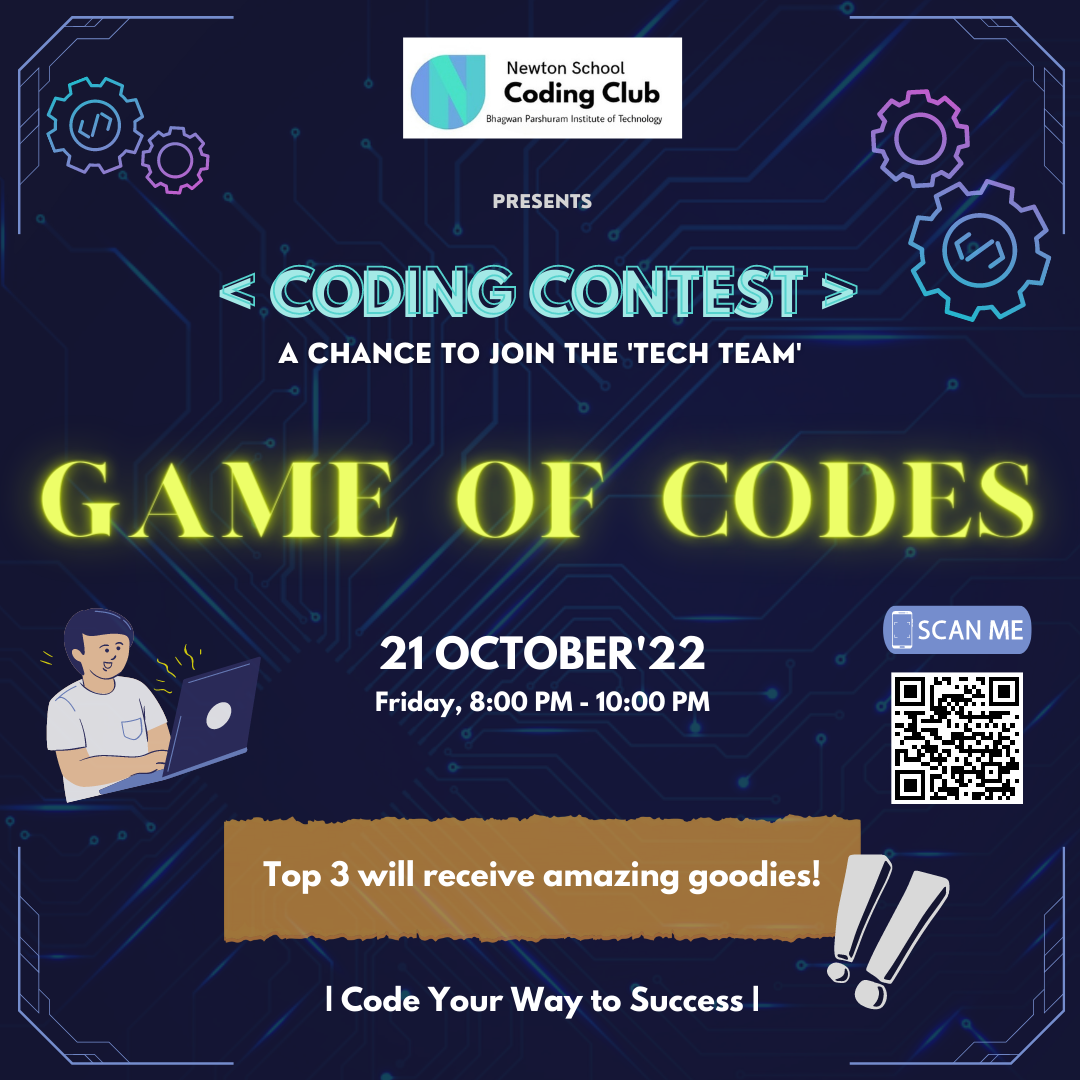 Newton School
Coding Club
Bhagwan Parshuram Institute of Technology
PRESENTS
< CODING CONTEST >
A CHANCE TO JOIN THE 'TECH TEAM'
GAME OF CODES
21 OCTOBER'22
Friday, 8:00 PM - 10:00 PM
SCAN ME
Top 3 will receive amazing goodies!
| Code Your Way to Success |